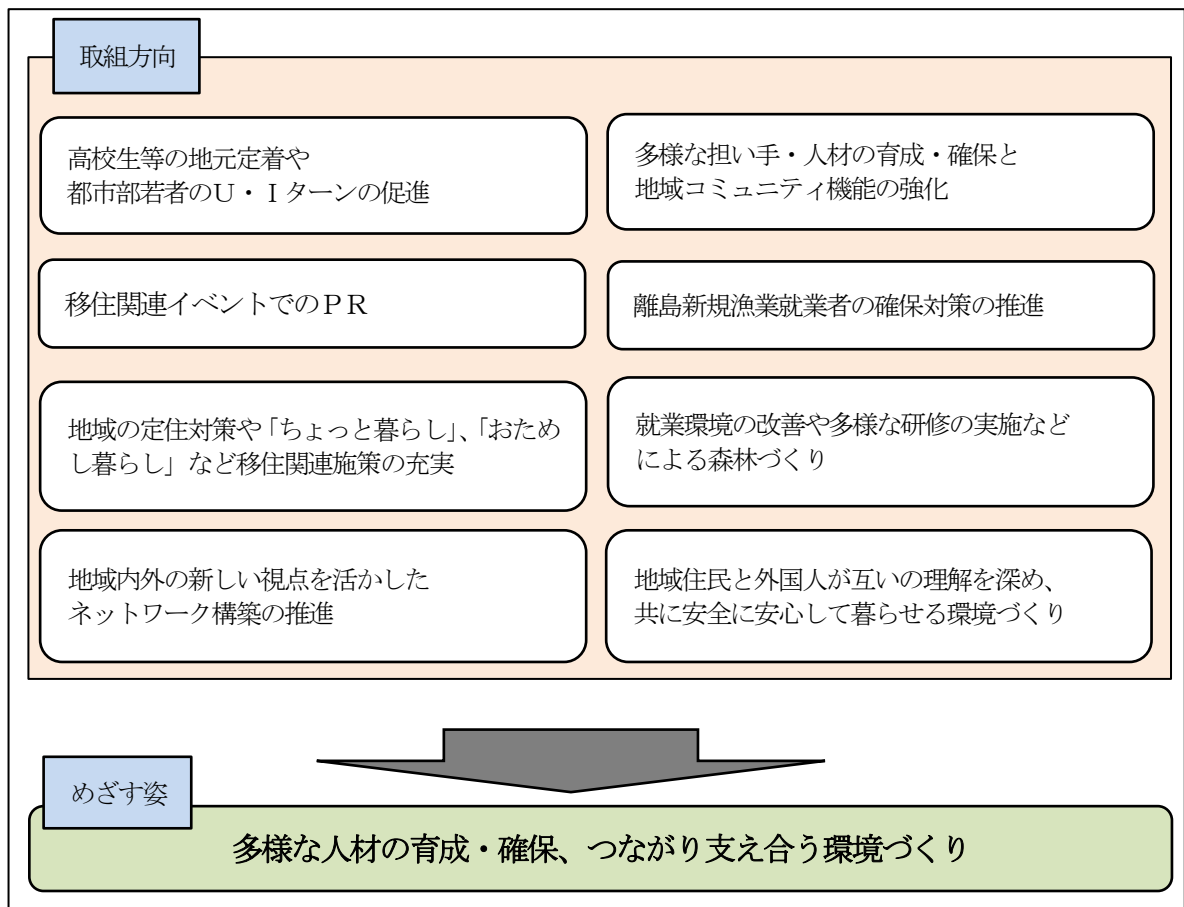 取組方向
高校生等の地元定着や
都市部若者のＵ・Ｉターンの促進
多様な担い手・人材の育成・確保と
地域コミュニティ機能の強化
移住関連イベントでのＰＲ
離島新規漁業就業者の確保対策の推進
地域の定住対策や「ちょっと暮らし」、「おため
し暮らし」など移住関連施策の充実
就業環境の改善や多様な研修の実施など
による森林づくり
地域内外の新しい視点を活かした
ネットワーク構築の推進
地域住民と外国人が互いの理解を深め、
共に安全に安心して暮らせる環境づくり
めざす姿
多様な人材の育成・確保、つながり支え合う環境づくり